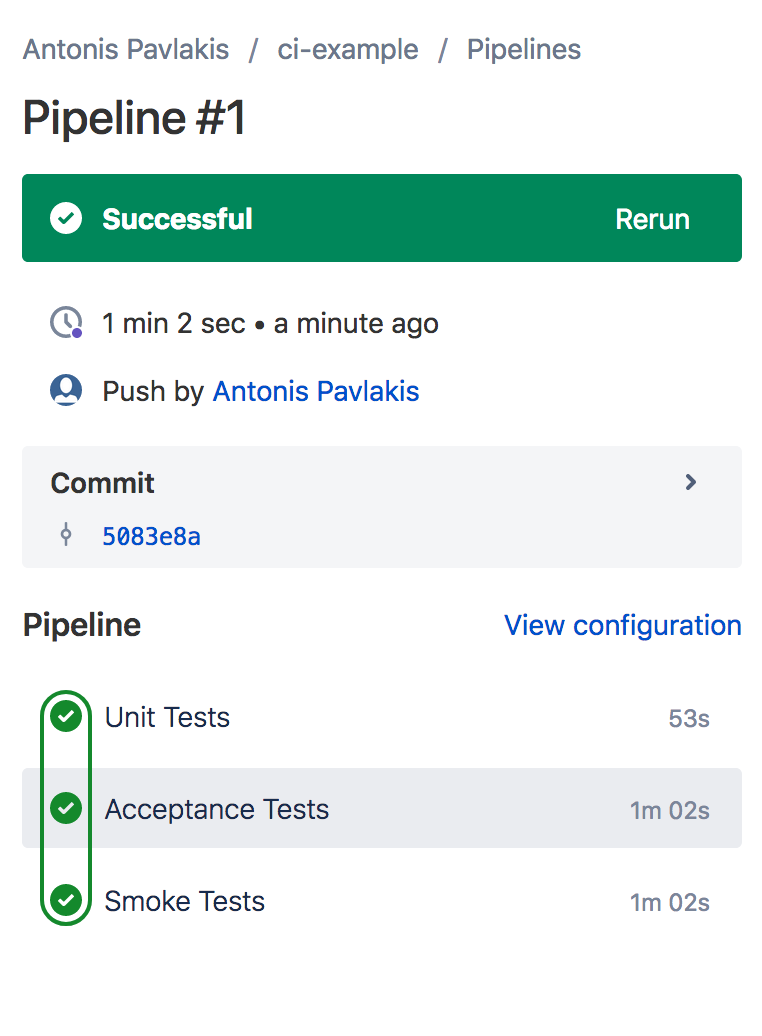 Antonis Pavlakis / ci-example / Pipelines
Pipeline #1
Successful Rerun
1 min 2 sec • a minute ago
Push by Antonis Pavlakis
Commit
5083e8a
Pipeline View configuration
Unit Tests 53s
Acceptance Tests 1m 02s
Smoke Tests 1m 02s